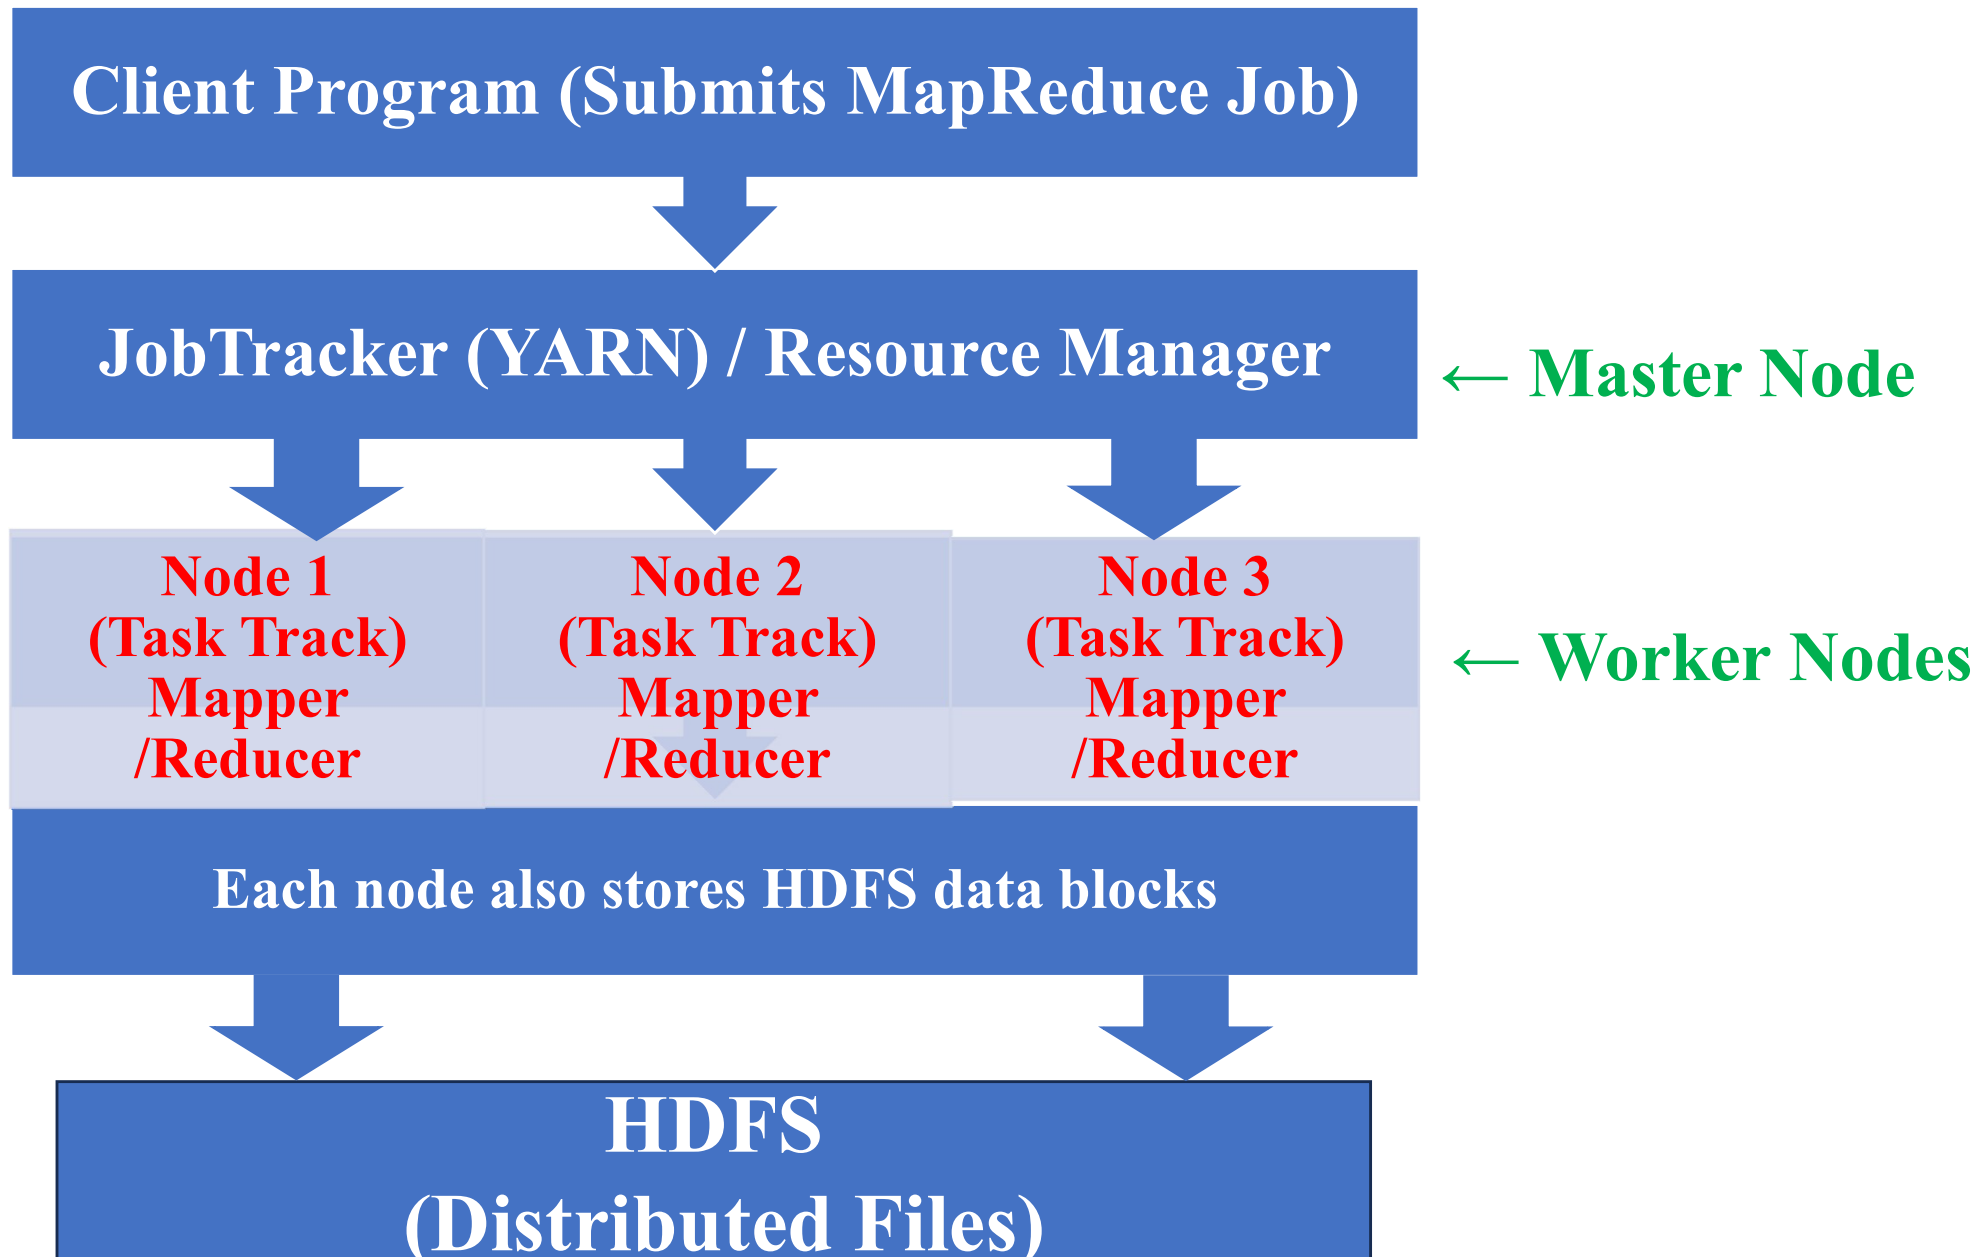 Client Program (Submits MapReduce Job)
JobTracker (YARN) / Resource Manager
← Master Node
Node 1
(Task Track)
Mapper
/Reducer
Node 2
(Task Track)
Mapper
/Reducer
Node 3
(Task Track)
Mapper
/Reducer
← Worker Nodes
Each node also stores HDFS data blocks
HDFS
(Distributed Files)